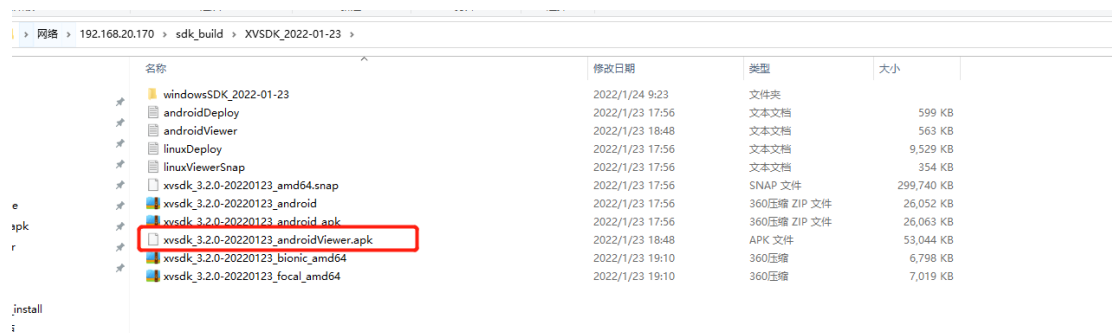 › 网络 › 192.168.20.170 › sdk_build › XVSDK_2022-01-23 ›
名称 修改日期 类型 大小
windowsSDK_2022-01-23 2022/1/24 9:23 文件夹
androidDeploy 2022/1/23 17:56 文本文档 599 KB
androidViewer 2022/1/23 18:48 文本文档 563 KB
linuxDeploy 2022/1/23 17:56 文本文档 9,529 KB
linuxViewerSnap 2022/1/23 17:56 文本文档 354 KB
xvsdk_3.2.0-20220123_amd64.snap 2022/1/23 17:56 SNAP 文件 299,740 KB
e xvsdk_3.2.0-20220123_android 2022/1/23 17:56 360压缩 ZIP 文件 26,052 KB
apk xvsdk_3.2.0-20220123_android_apk 2022/1/23 17:56 360压缩 ZIP 文件 26,063 KB
r xvsdk_3.2.0-20220123_androidViewer.apk 2022/1/23 18:48 APK 文件 53,044 KB
xvsdk_3.2.0-20220123_bionic_amd64 2022/1/23 19:10 360压缩 6,798 KB
xvsdk_3.2.0-20220123_focal_amd64 2022/1/23 19:10 360压缩 7,019 KB
_install